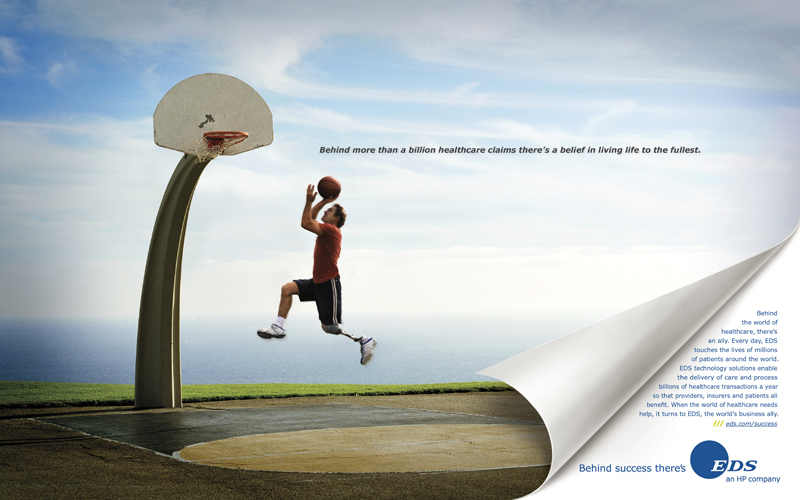 Behind more than a billion healthcare claims there's a belief in living life to the fullest.
Behind
the world of
healthcare, there's
an ally. Every day, EDS
touches the lives of millions
of patients around the world.
EDS technology solutions enable
the delivery of care and process
billions of healthcare transactions a year
so that providers, insurers and patients all
benefit. When the world of healthcare needs
help, it turns to EDS, the world's business ally.
/// eds.com/success
Behind success there's EDS
an HP company